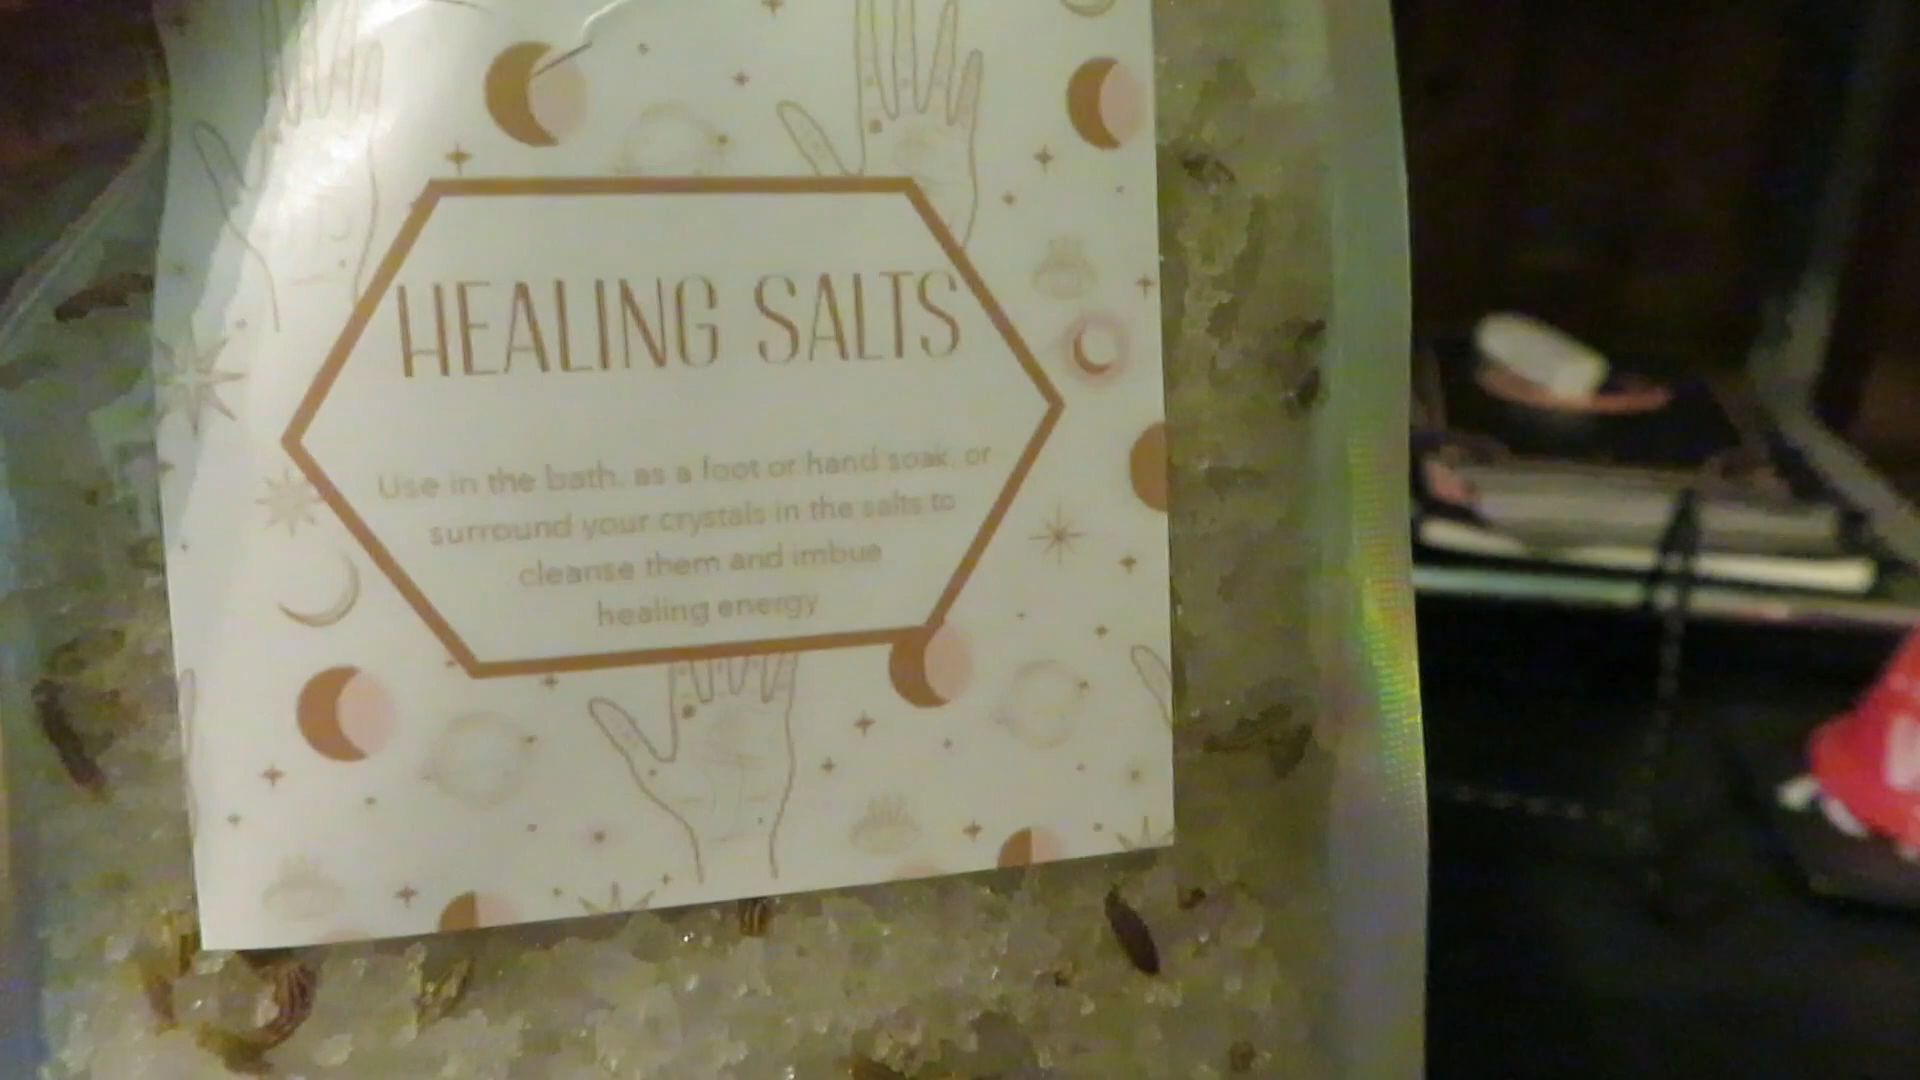 HEALING SALTS
Use in the bath, as a foot or hand soak, or
surround your crystals in the salts to
cleanse them and imbue
healing energy